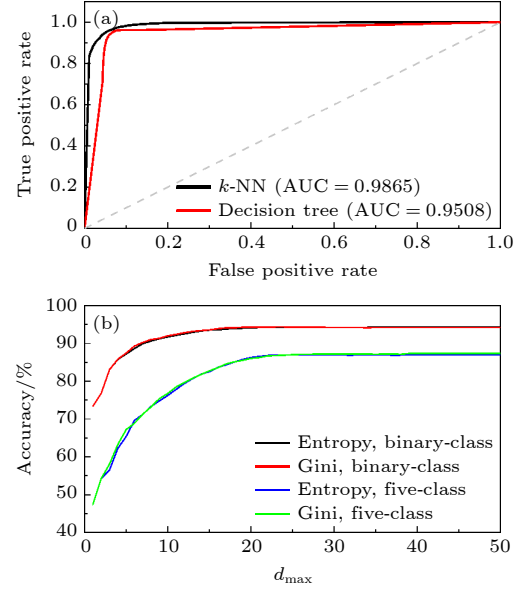 (a)
True positive rate
1.0
0.8
0.6
0.4
0.2
0
k-NN (AUC = 0.9865)
Decision tree (AUC = 0.9508)
0 0.2 0.4 0.6 0.8 1.0
False positive rate
(b)
Accuracy/%
100
90
80
70
60
50
40
Entropy, binary-class
Gini, binary-class
Entropy, five-class
Gini, five-class
0 10 20 30 40 50
dmax